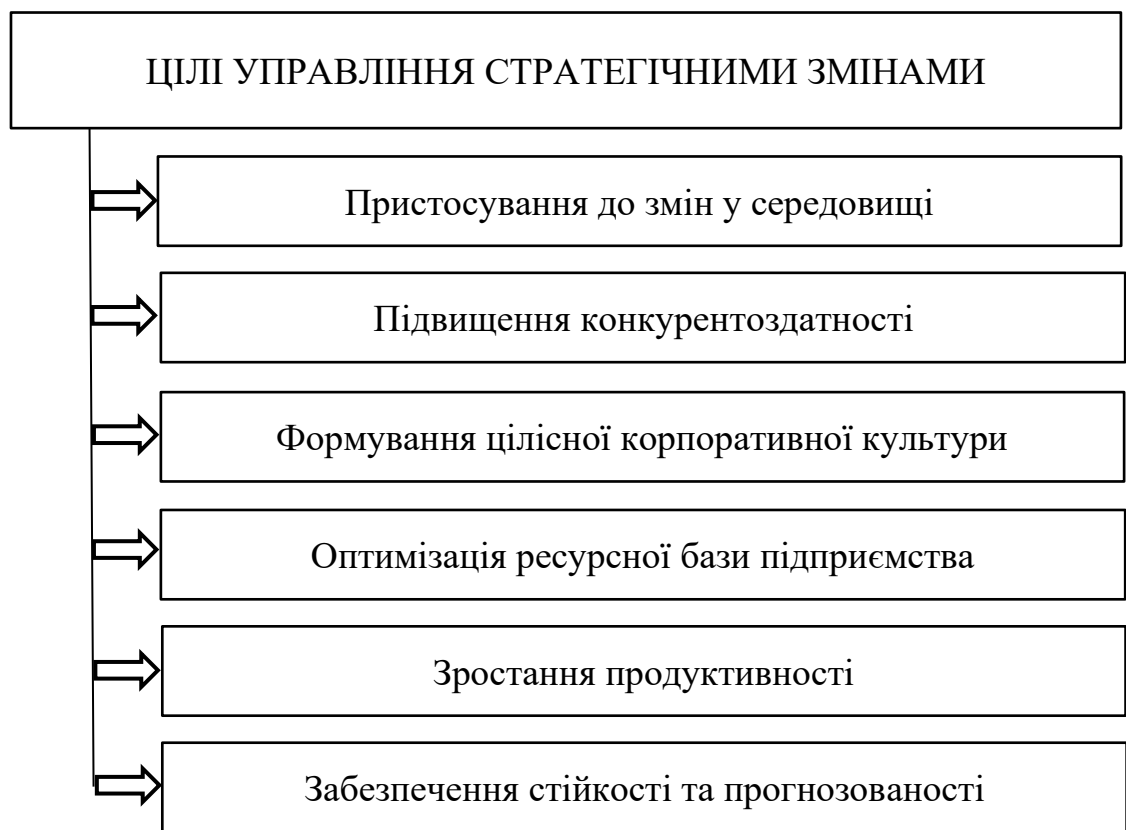 ЦІЛІ УПРАВЛІННЯ СТРАТЕГІЧНИМИ ЗМІНАМИ
Пристосування до змін у середовищі
Підвищення конкурентоздатності
Формування цілісної корпоративної культури
Оптимізація ресурсної бази підприємства
Зростання продуктивності
Забезпечення стійкості та прогнозованості